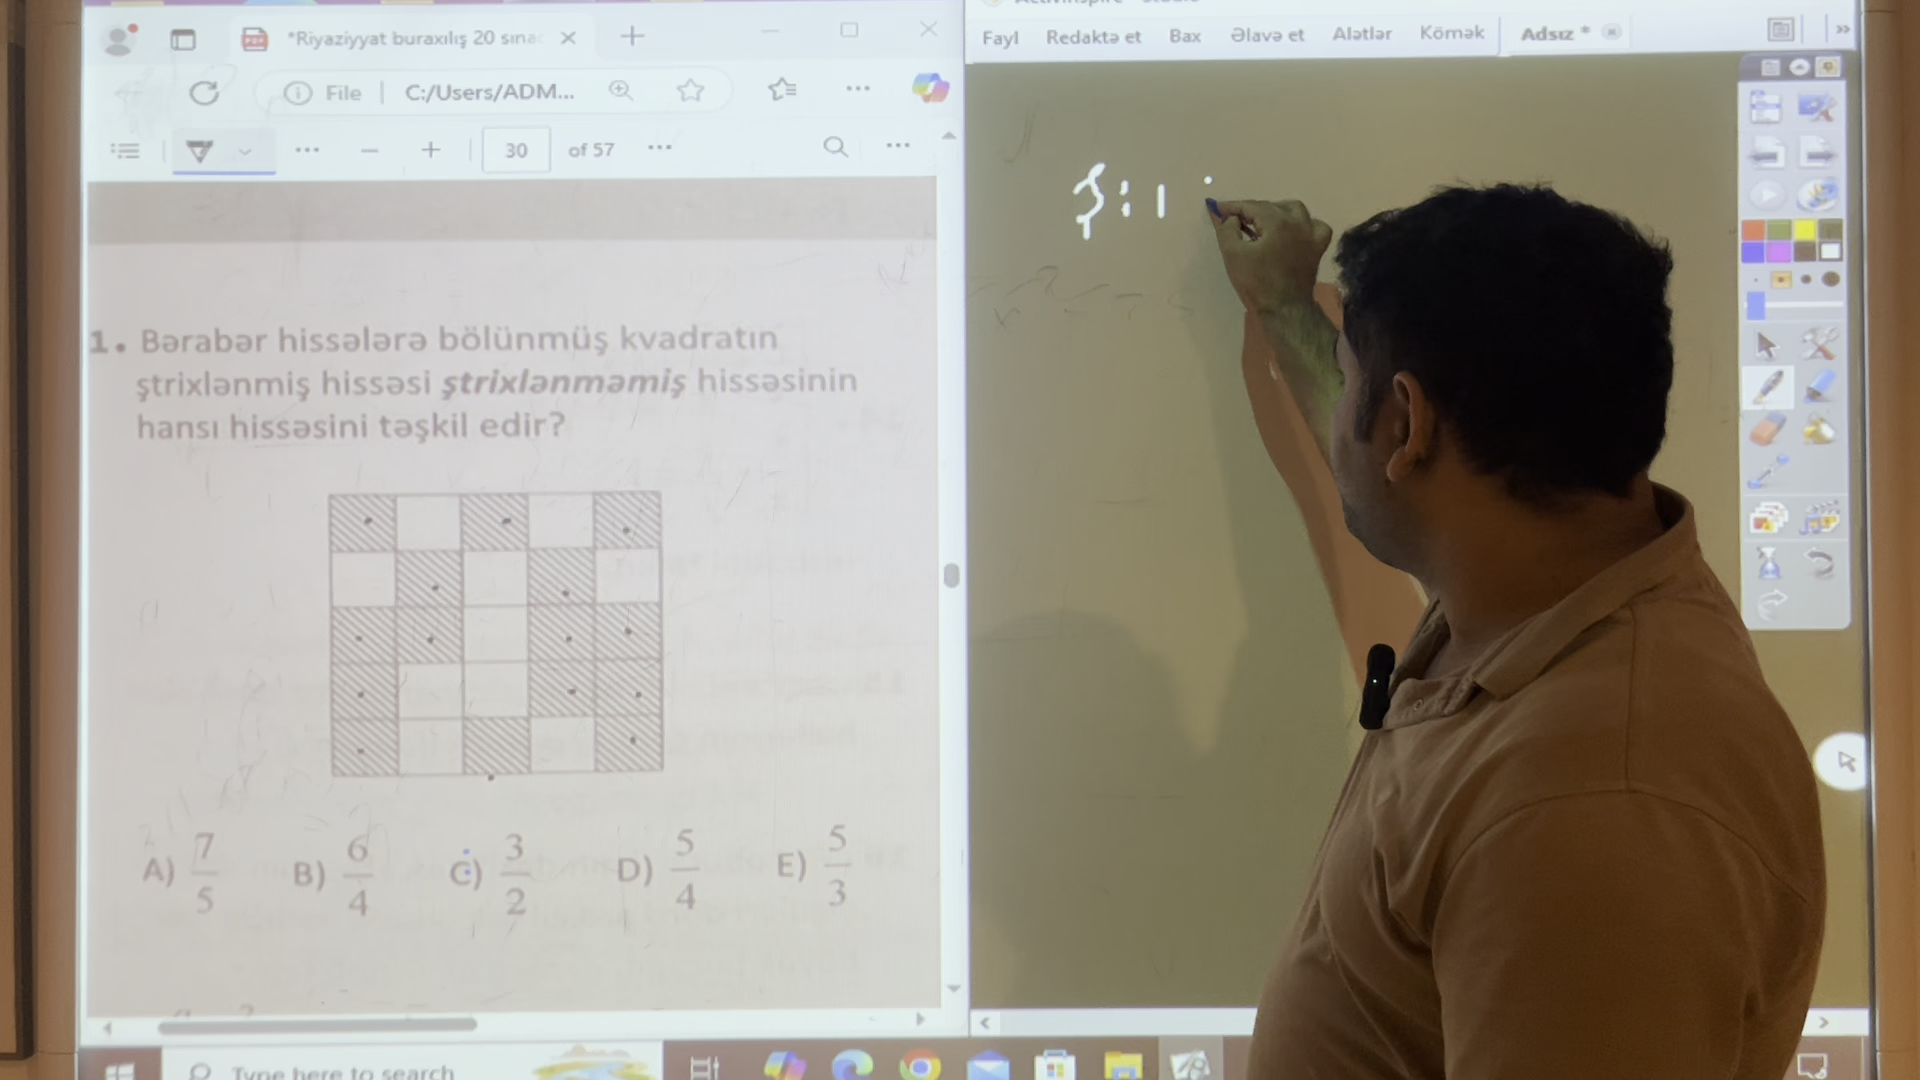 *Riyaziyyat buraxılış 20 sına
File
C:/Users/ADM...
30
of 57
1. Bərabər hissələrə bölünmüş kvadratın
ştrixlənmiş hissəsi ştrixlənməmiş hissəsinin
hansı hissəsini təşkil edir?
A) 7/5 B) 6/4 C) 3/2 D) 5/4 E) 5/3
Type here to search
Fayl Redaktə et Bax Əlavə et Alətlər Kömək Adsız *
Ş: 1